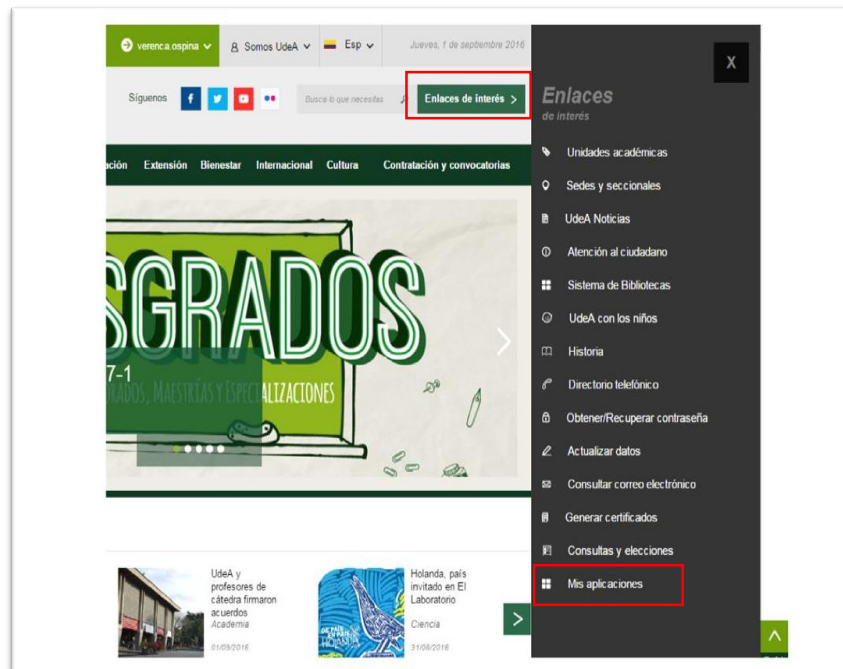 verenca.ospina
Somos UdeA
Esp
Jueves, 1 de septiembre 2016
Síguenos
Busca lo que necesitas
Enlaces de interés >
ación Extensión Bienestar Internacional Cultura Contratación y convocatorias
SGRADOS
7-1
RADOS, MAESTRÍAS Y ESPECIALIZACIONES
UdeA y
profesores de
cátedra firmaron
acuerdos
Academia
01/09/2016
Holanda, país
invitado en El
Laboratorio
Ciencia
31/08/2016
X
Enlaces
de interés
Unidades académicas
Sedes y seccionales
UdeA Noticias
Atención al ciudadano
Sistema de Bibliotecas
UdeA con los niños
Historia
Directorio telefónico
Obtener/Recuperar contraseña
Actualizar datos
Consultar correo electrónico
Generar certificados
Consultas y elecciones
Mis aplicaciones